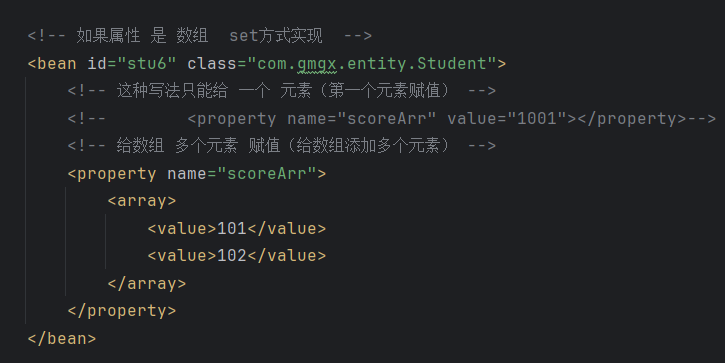 <!-- 如果属性 是 数组  set方式实现  -->
<bean id="stu6" class="com.qmqx.entity.Student">
    <!-- 这种写法只能给 一个 元素（第一个元素赋值） -->
    <!--        <property name="scoreArr" value="1001"></property>-->
    <!-- 给数组 多个元素 赋值（给数组添加多个元素） -->
    <property name="scoreArr">
        <array>
            <value>101</value>
            <value>102</value>
        </array>
    </property>
</bean>